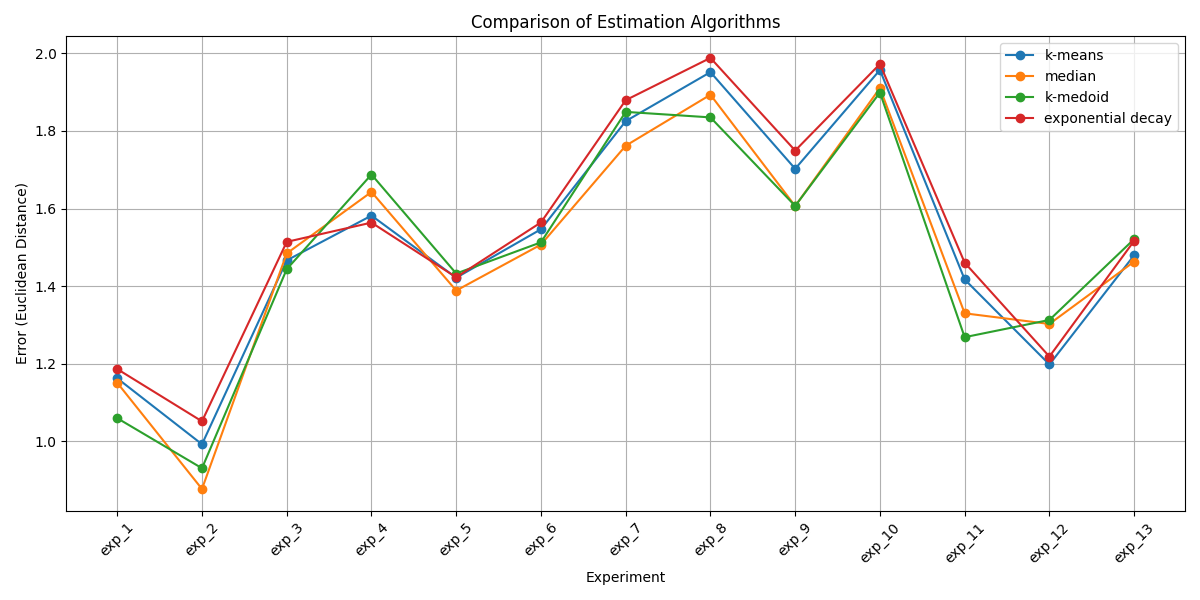 Comparison of Estimation Algorithms
k-means
median
k-medoid
exponential decay
Error (Euclidean Distance)
2.0
1.8
1.6
1.4
1.2
1.0
exp_1
exp_2
exp_3
exp_4
exp_5
exp_6
exp_7
exp_8
exp_9
exp_10
exp_11
exp_12
exp_13
Experiment